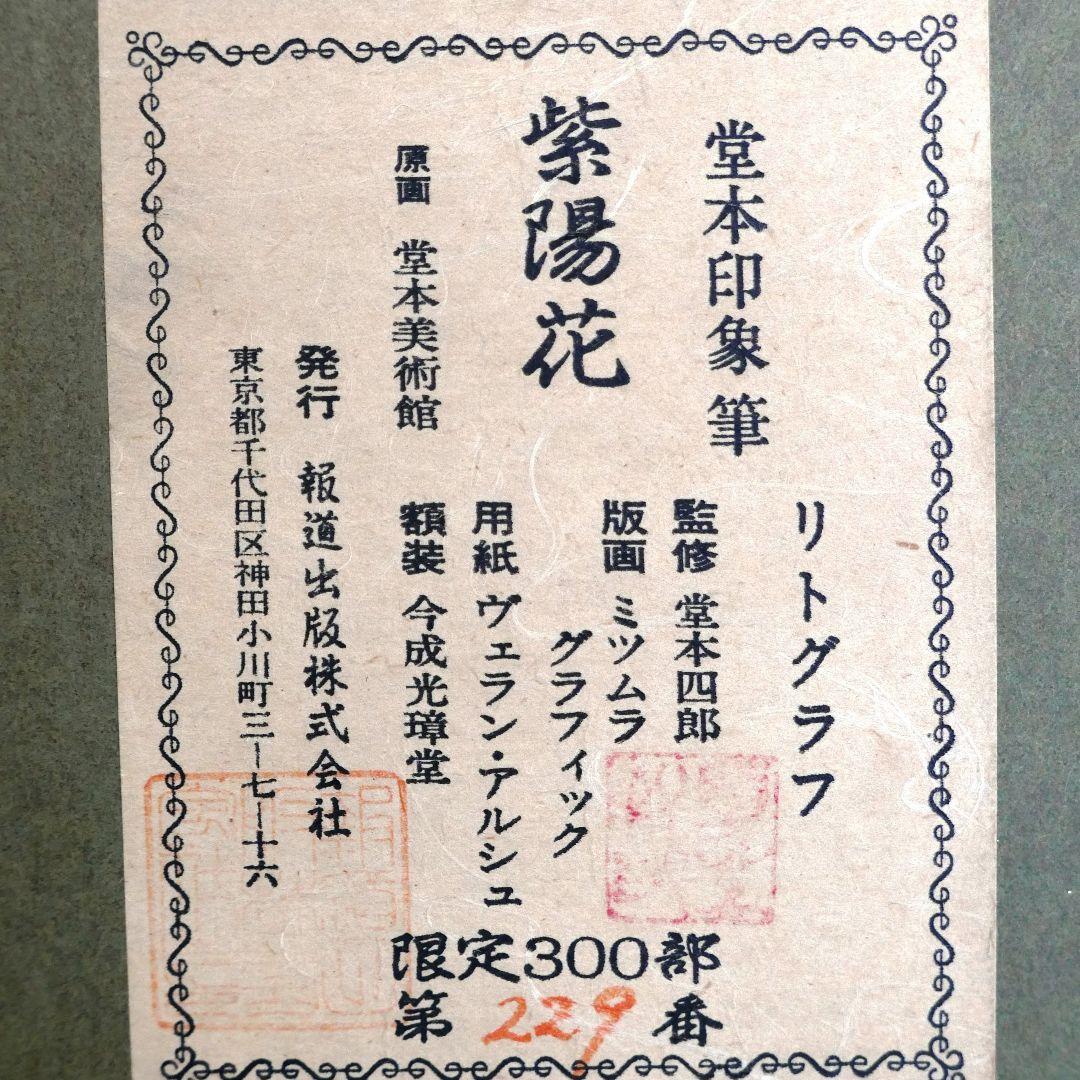 堂本印象 筆
紫陽花
原画 堂本美術館
リトグラフ
監修 堂本四郎
版画 ミツムラ
グラフィック
用紙 ヴェラン・アルシュ
額装 今成光璋堂
発行 報道出版株式会社
東京都千代田区神田小川町三ー七ー十六
限定300部
第 229 番